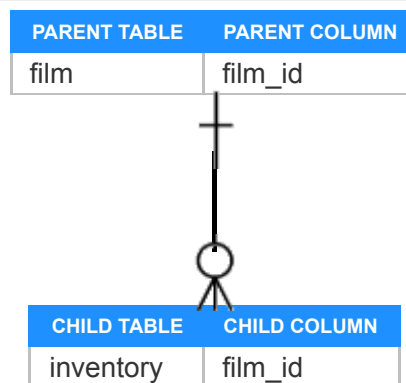 PARENT TABLE PARENT COLUMN
film film_id
CHILD TABLE CHILD COLUMN
inventory film_id